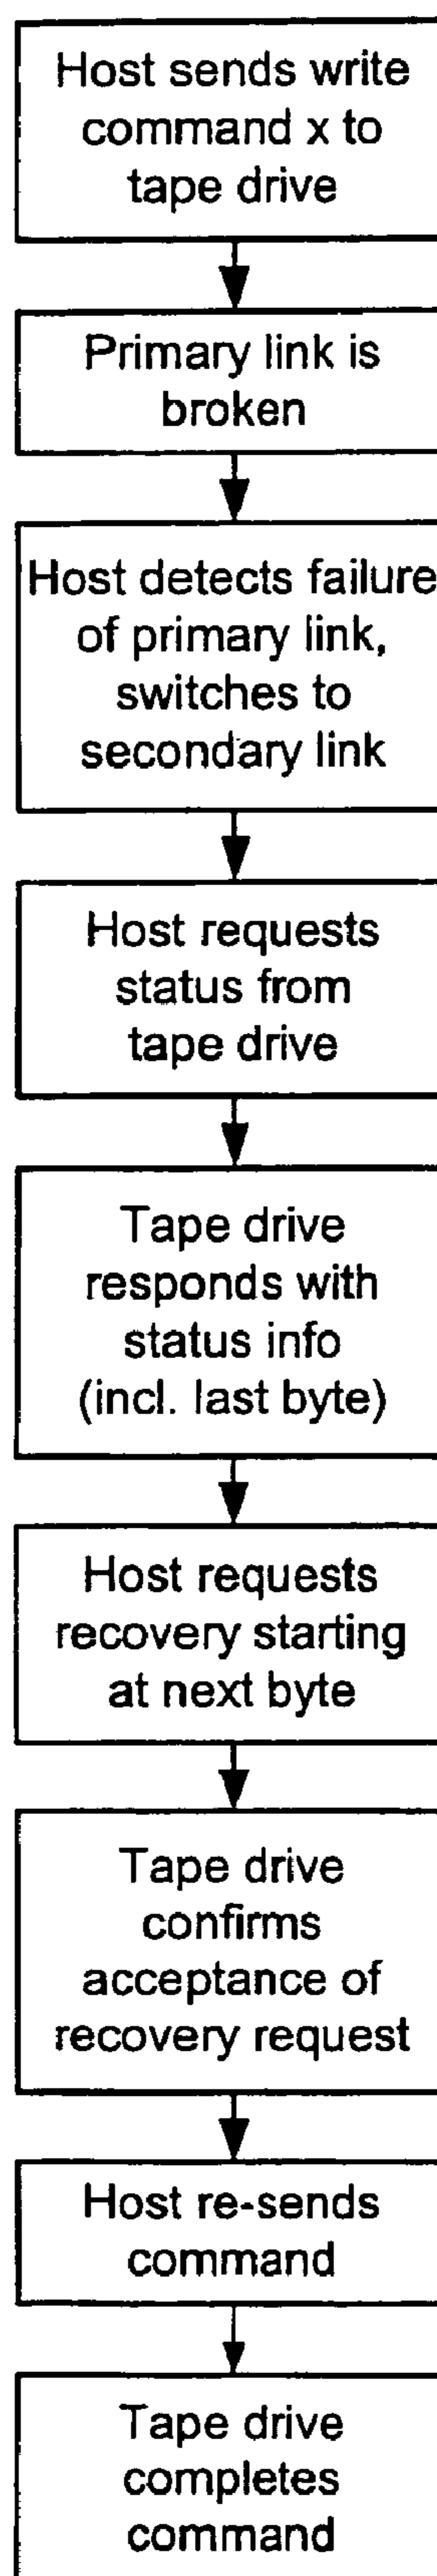 Host sends write
command x to
tape drive
Primary link is
broken
Host detects failure
of primary link,
switches to
secondary link
Host requests
status from
tape drive
Tape drive
responds with
status info
(incl. last byte)
Host requests
recovery starting
at next byte
Tape drive
confirms
acceptance of
recovery request
Host re-sends
command
Tape drive
completes
command